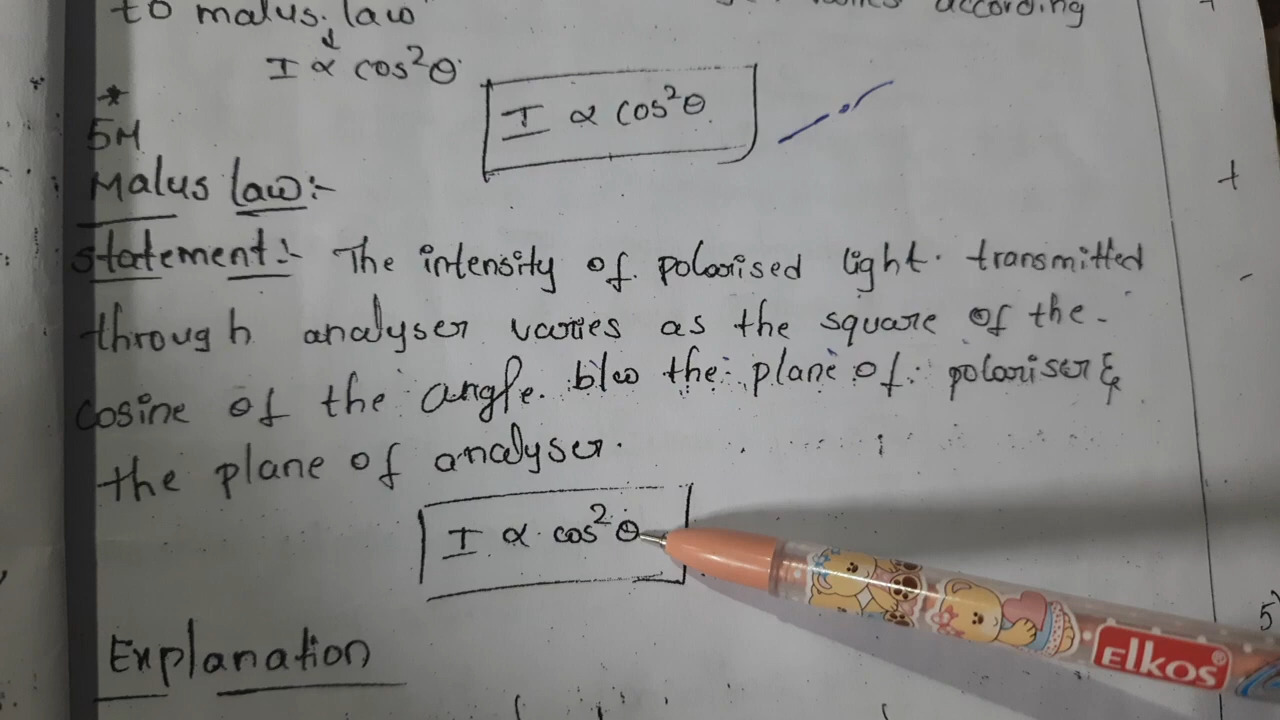 to malus. law according
I ∝ cos²θ
I ∝ cos²θ
*
5M
Malus law:-
statement:- The intensity of polarised light. transmitted
through analyser varies as the square of the.
cosine of the angle. b/w the plane of polariser &
the plane of analyser.
I ∝ cos²θ
Explanation
Elkos®
5